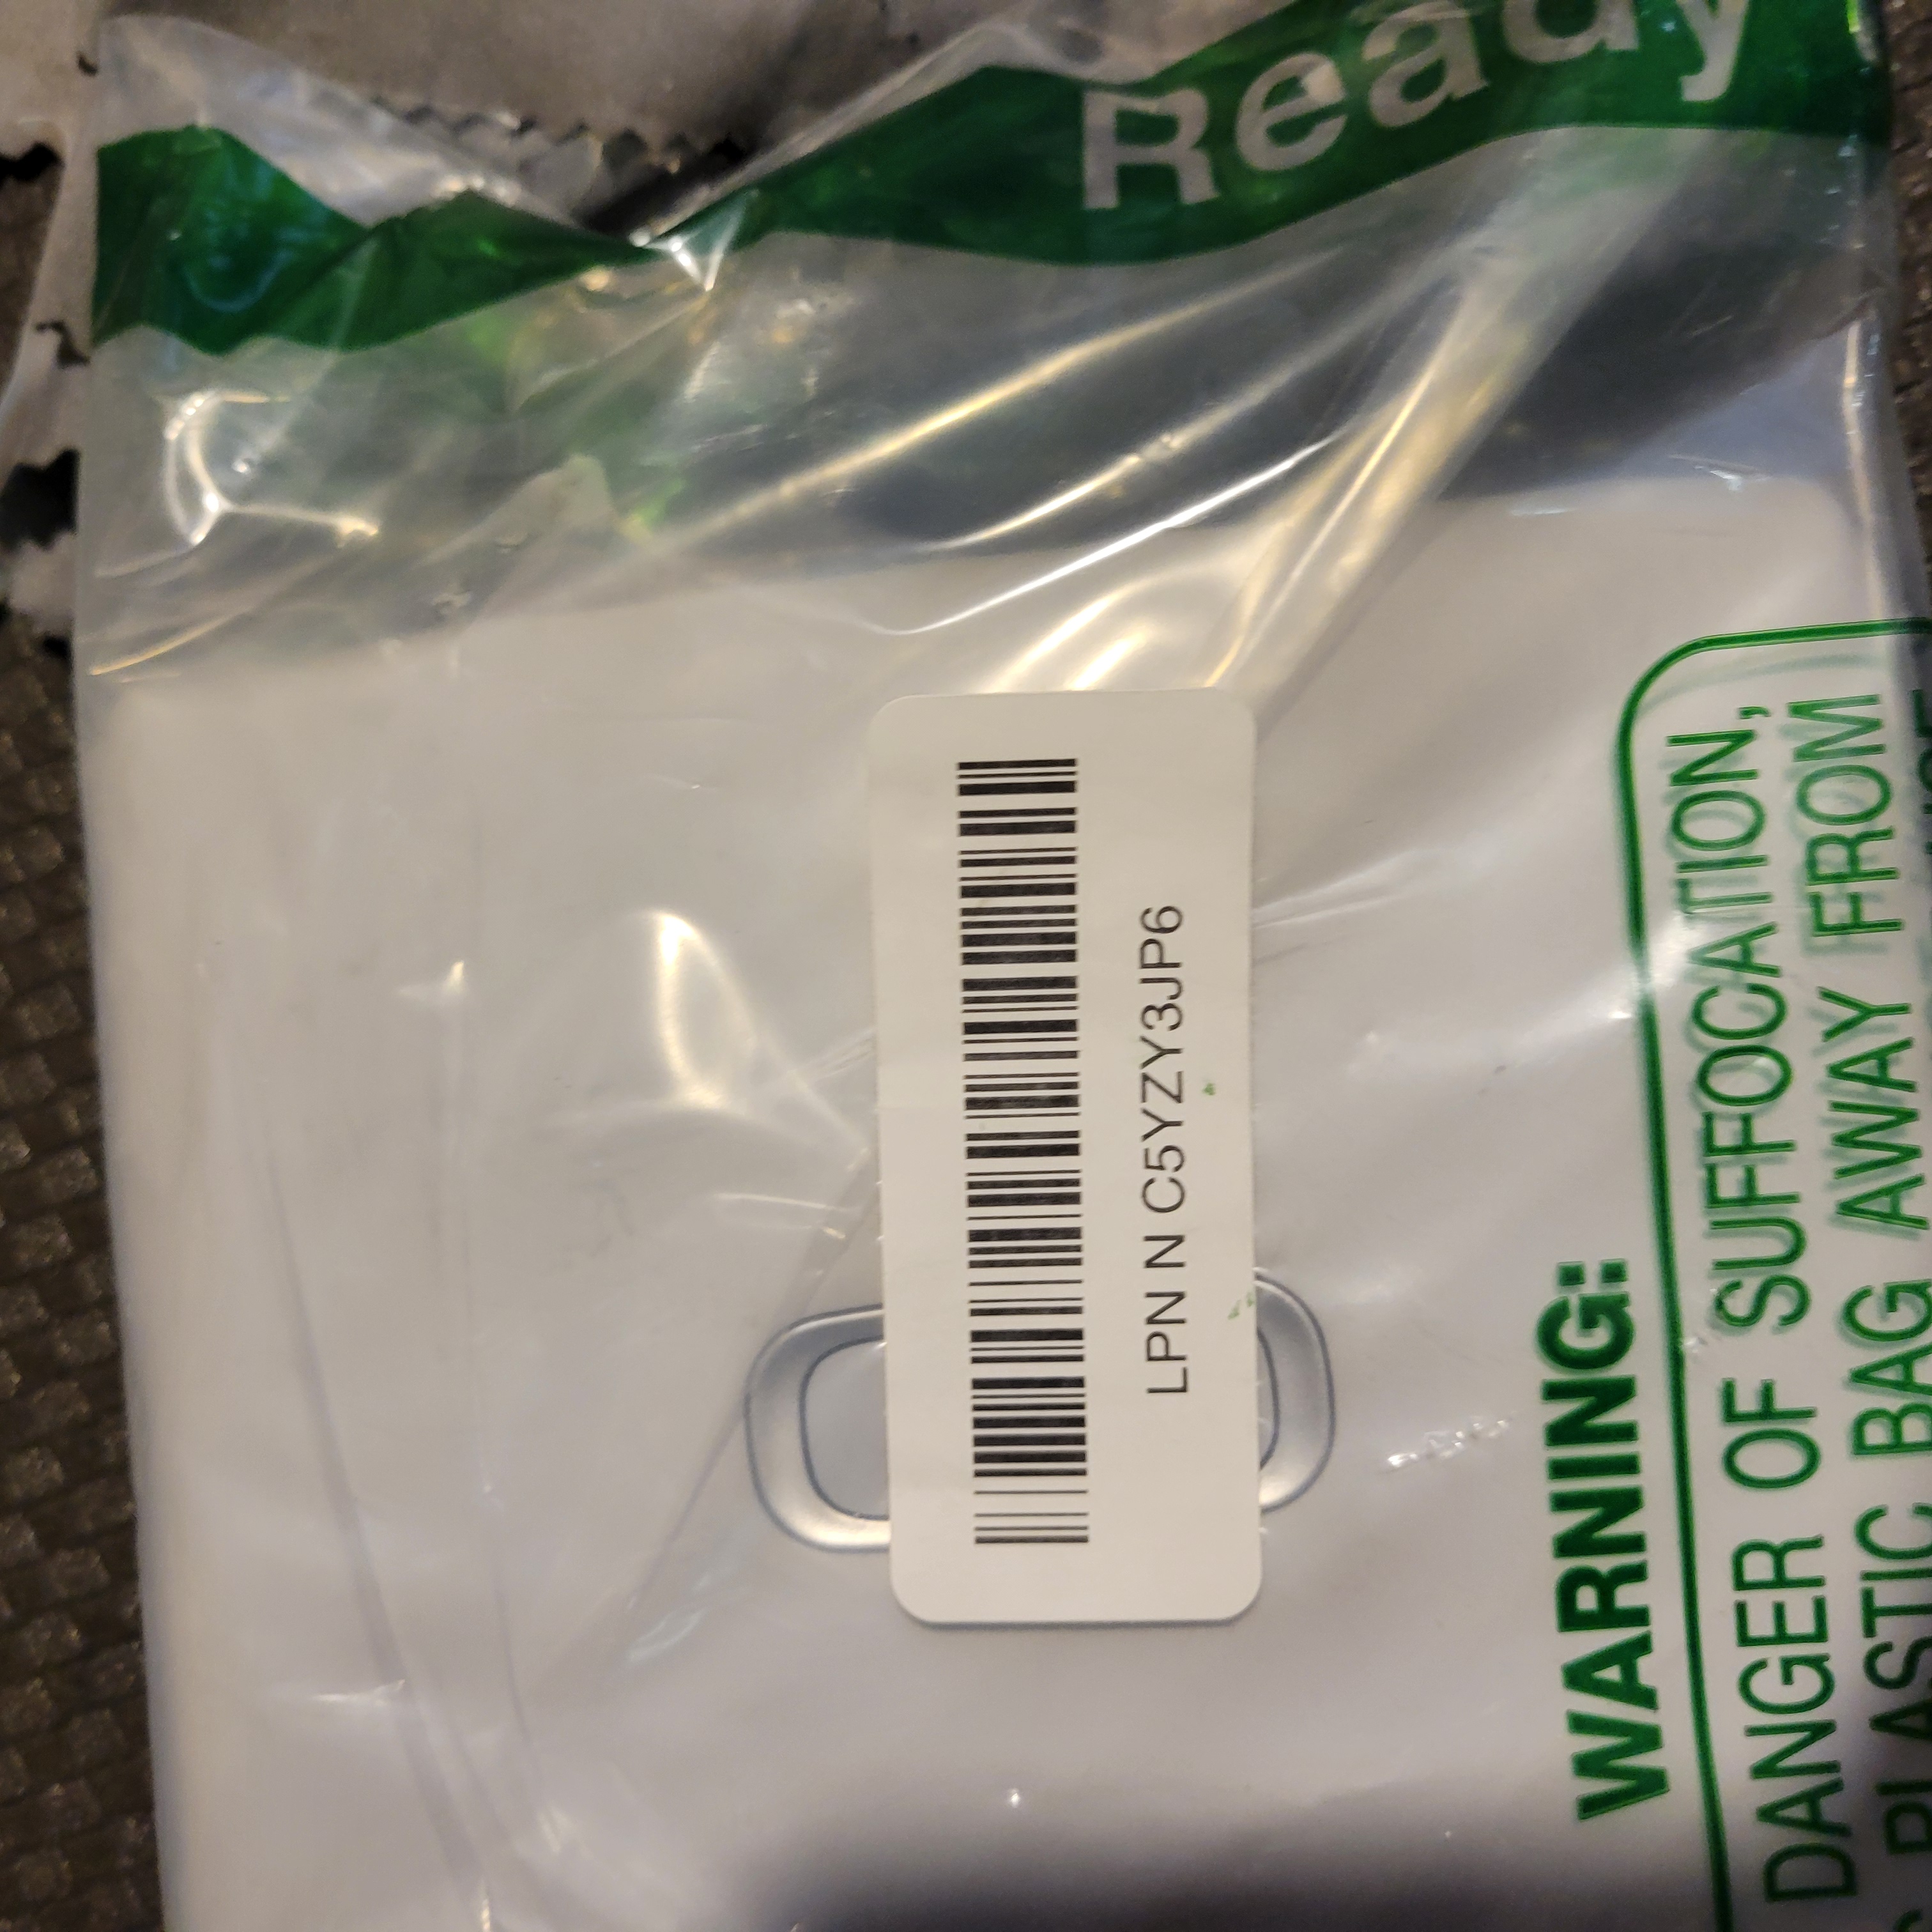 Ready
LPN N C5YZY3JP6
WARNING:
DANGER OF SUFFOCATION,
PLASTIC BAG AWAY FROM